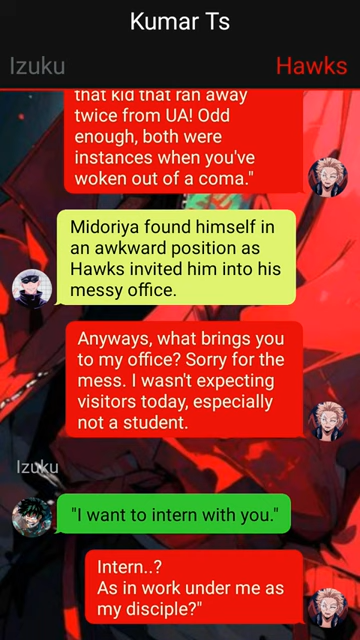 Kumar Ts
Izuku
Hawks
that kid that ran away
twice from UA! Odd
enough, both were
instances when you've
woken out of a coma."
Midoriya found himself in
an awkward position as
Hawks invited him into his
messy office.
Anyways, what brings you
to my office? Sorry for the
mess. I wasn't expecting
visitors today, especially
not a student.
Izuku
"I want to intern with you."
Intern..?
As in work under me as
my disciple?"